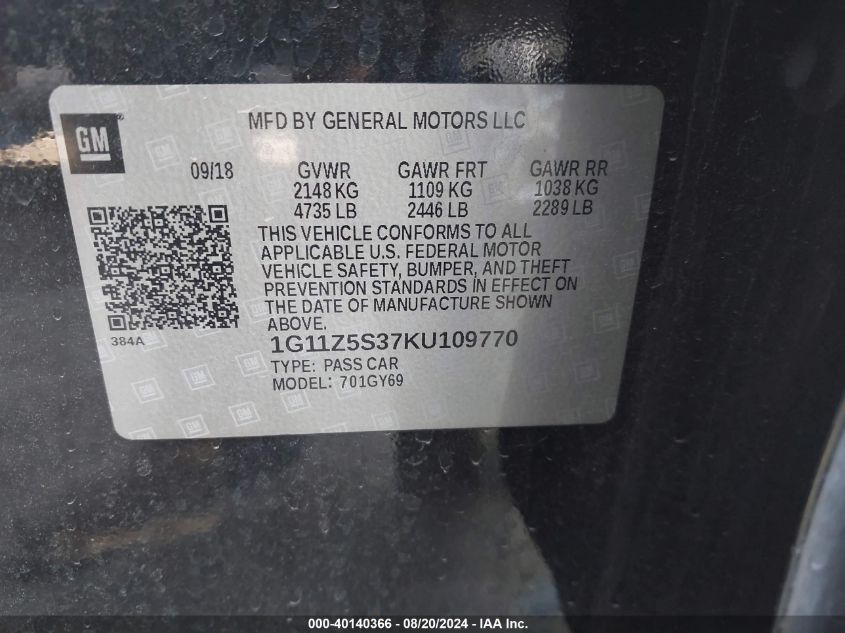 GM
®
MFD BY GENERAL MOTORS LLC
09/18 GVWR GAWR FRT GAWR RR
2148 KG 1109 KG 1038 KG
4735 LB 2446 LB 2289 LB
THIS VEHICLE CONFORMS TO ALL
APPLICABLE U.S. FEDERAL MOTOR
VEHICLE SAFETY, BUMPER, AND THEFT
PREVENTION STANDARDS IN EFFECT ON
THE DATE OF MANUFACTURE SHOWN
ABOVE.
384A
1G11Z5S37KU109770
TYPE: PASS CAR
MODEL: 701GY69
000-40140366 - 08/20/2024 - IAA Inc.